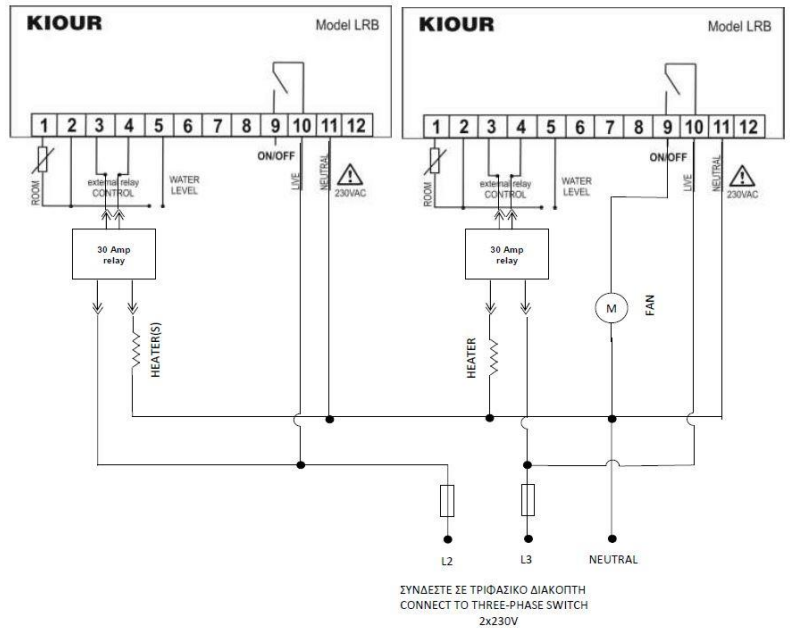 KIOUR Model LRB
1 2 3 4 5 6 7 8 9 10 11 12
ROOM
external relay
CONTROL
WATER
LEVEL
ON/OFF
LIVE
NEUTRAL
230VAC
30 Amp
relay
HEATER(S)
KIOUR Model LRB
1 2 3 4 5 6 7 8 9 10 11 12
ROOM
external relay
CONTROL
WATER
LEVEL
ON/OFF
LIVE
NEUTRAL
230VAC
30 Amp
relay
HEATER
M
FAN
L2 L3 NEUTRAL
ΣΥΝΔΕΣΤΕ ΣΕ ΤΡΙΦΑΣΙΚΟ ΔΙΑΚΟΠΤΗ
CONNECT TO THREE-PHASE SWITCH
2x230V